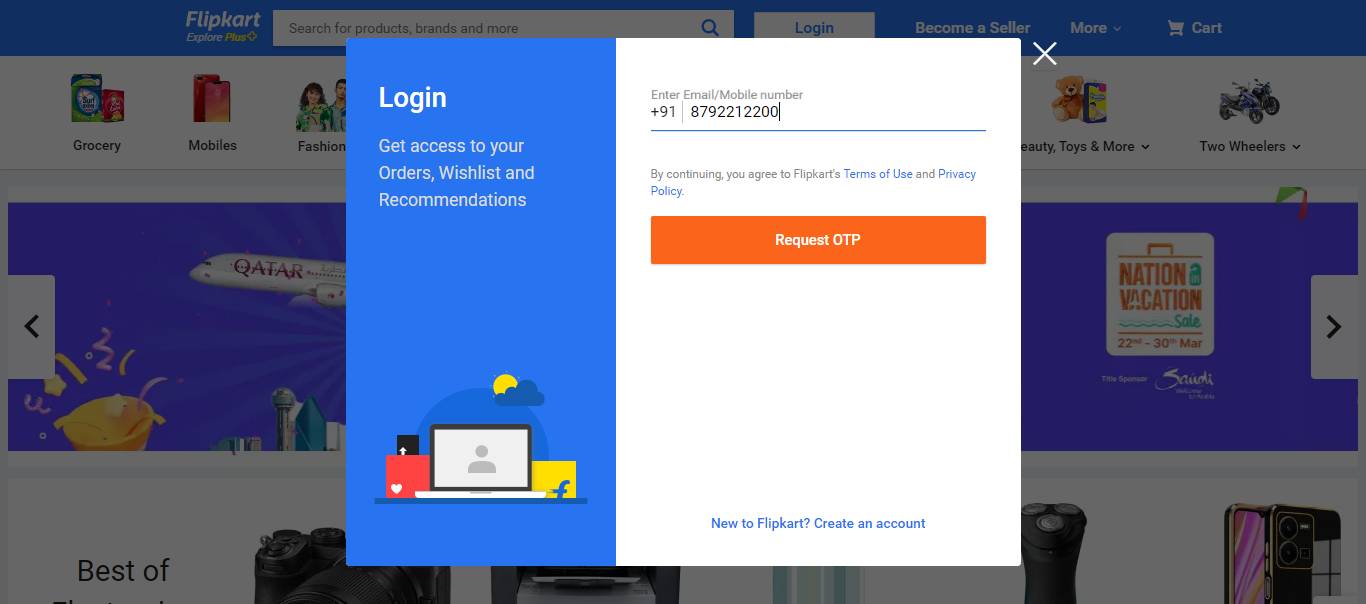 Flipkart
Explore Plus
Search for products, brands and more
Login
Become a Seller
More
Cart
Grocery
Mobiles
Fashion
eauty, Toys & More
Two Wheelers
Login
Get access to your
Orders, Wishlist and
Recommendations
Enter Email/Mobile number
+91 8792212200
By continuing, you agree to Flipkart's Terms of Use and Privacy
Policy.
Request OTP
New to Flipkart? Create an account
QATAR
NATION
on
VACATION
Sale
22nd - 30th Mar
Title Sponsor
Saudi
Welcome
to Arabia
Best of